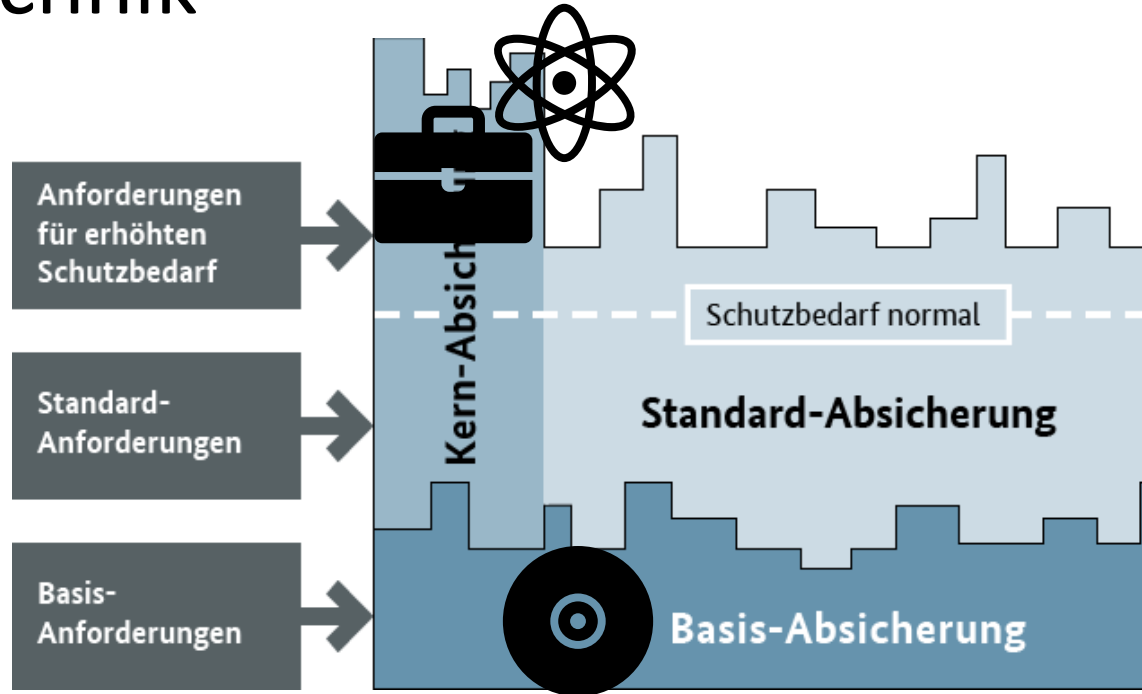 Anforderungen
für erhöhten
Schutzbedarf
Schutzbedarf normal
Standard-
Anforderungen
Standard-Absicherung
Basis-
Anforderungen
Basis-Absicherung